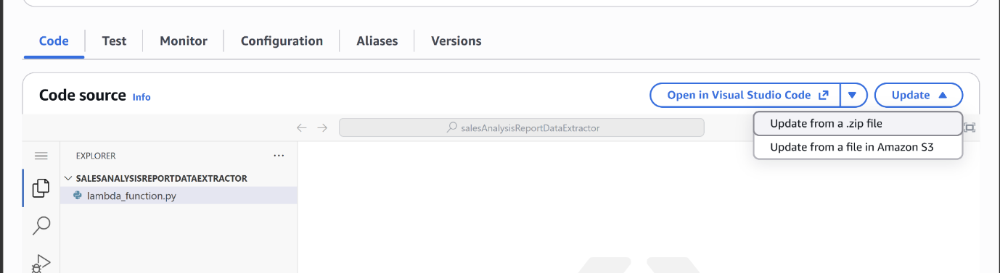 Code
Test
Monitor
Configuration
Aliases
Versions
Code source Info
Open in Visual Studio Code
Update
Update from a .zip file
Update from a file in Amazon S3
salesAnalysisReportDataExtractor
EXPLORER
SALESANALYSISREPORTDATAEXTRACTOR
lambda_function.py